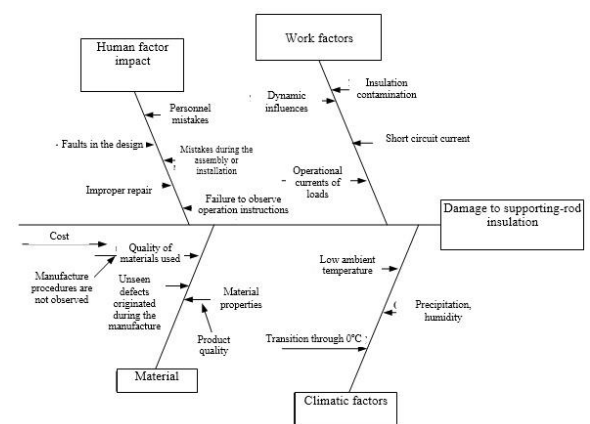 Human factor
impact
Work factors
Personnel
mistakes
Faults in the design
Mistakes during the
assembly or
installation
Improper repair
Failure to observe
operation instructions
Insulation
contamination
Dynamic
influences
Short circuit current
Operational
currents of
loads
Damage to supporting-rod
insulation
Cost
Quality of
materials used
Manufacture
procedures are
not observed
Unseen
defects
originated
during the
manufacture
Material
properties
Product
quality
Material
Low ambient
temperature
Precipitation,
humidity
Transition through 0°C
Climatic factors